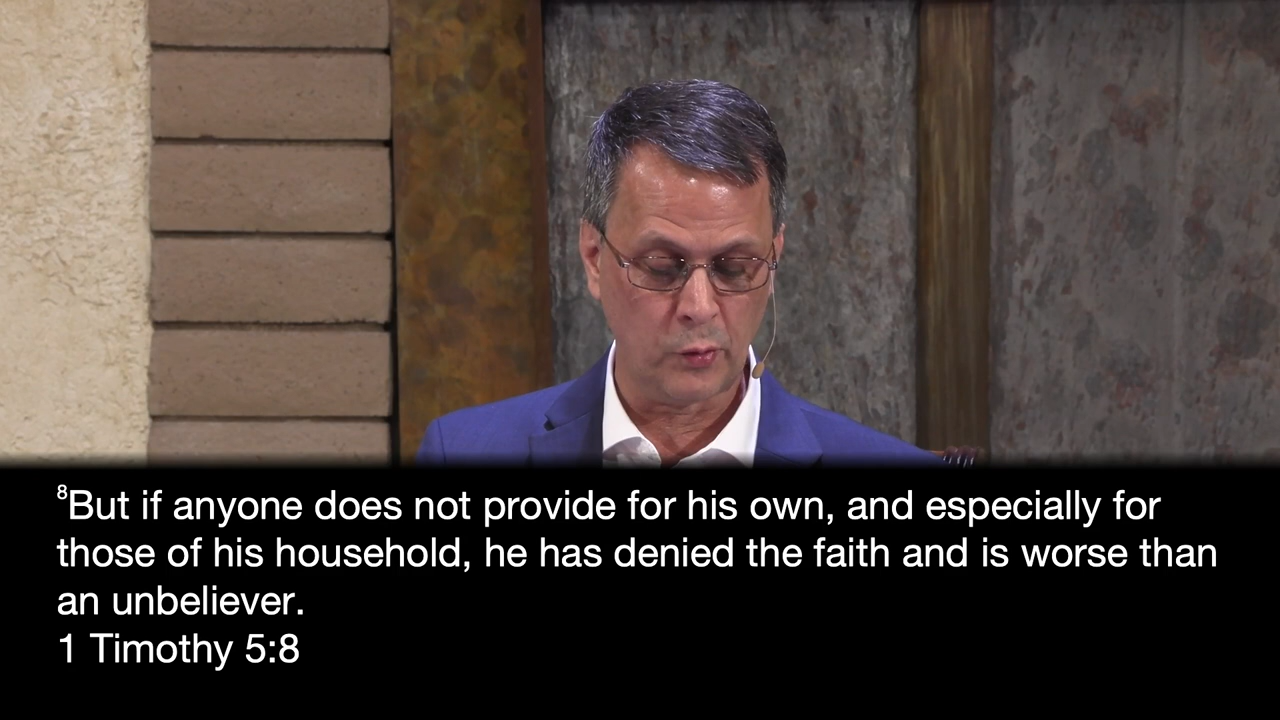 ⁸But if anyone does not provide for his own, and especially for
those of his household, he has denied the faith and is worse than
an unbeliever.
1 Timothy 5:8